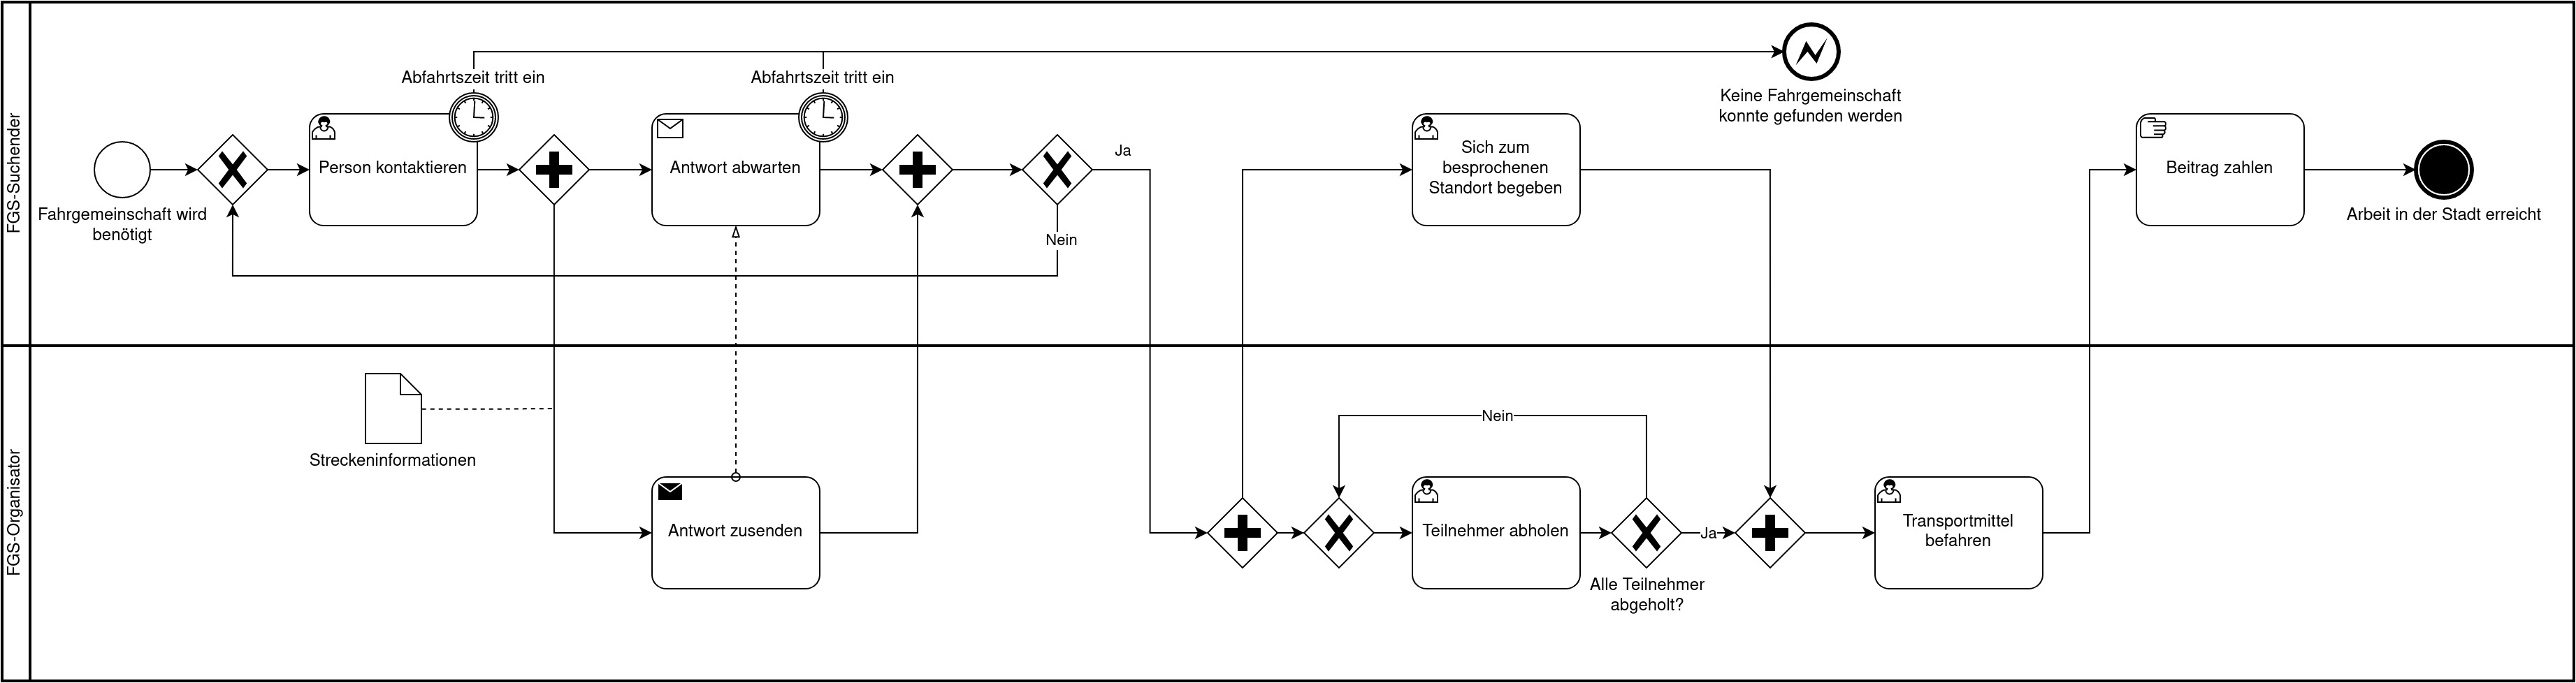 FGS-Suchender
Abfahrtszeit tritt ein
Abfahrtszeit tritt ein
Keine Fahrgemeinschaft
konnte gefunden werden
Fahrgemeinschaft wird
benötigt
Person kontaktieren
Antwort abwarten
Ja
Nein
Sich zum
besprochenen
Standort begeben
Beitrag zahlen
Arbeit in der Stadt erreicht
FGS-Organisator
Streckeninformationen
Antwort zusenden
Nein
Teilnehmer abholen
Alle Teilnehmer
abgeholt?
Ja
Transportmittel
befahren